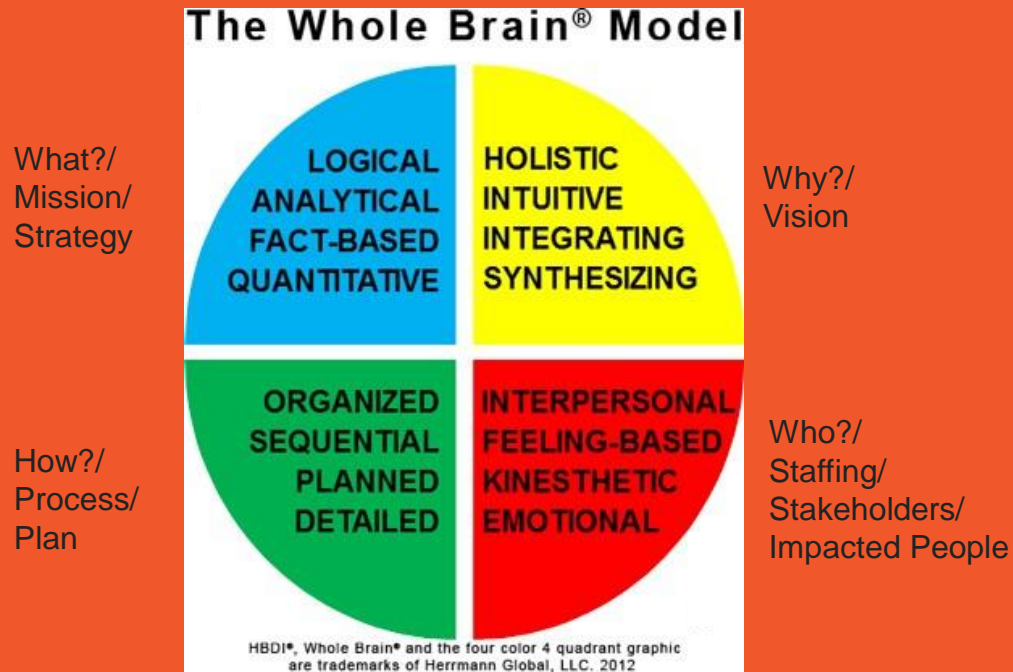 The Whole Brain® Model
What?/
Mission/
Strategy
LOGICAL
ANALYTICAL
FACT-BASED
QUANTITATIVE
HOLISTIC
INTUITIVE
INTEGRATING
SYNTHESIZING
Why?/
Vision
How?/
Process/
Plan
ORGANIZED
SEQUENTIAL
PLANNED
DETAILED
INTERPERSONAL
FEELING-BASED
KINESTHETIC
EMOTIONAL
Who?/
Staffing/
Stakeholders/
Impacted People
HBDI®, Whole Brain® and the four color 4 quadrant graphic
are trademarks of Herrmann Global, LLC. 2012